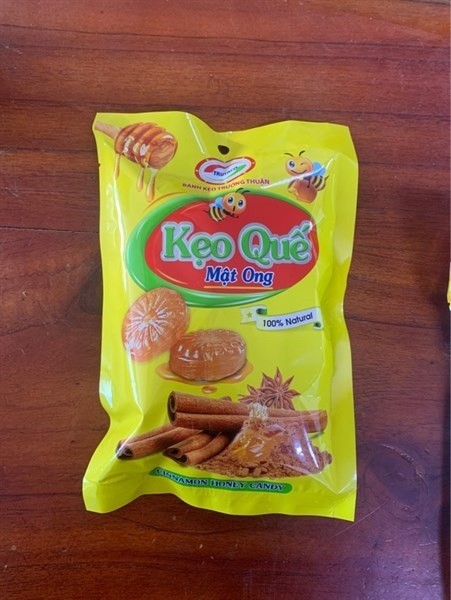 BÁNH KẸO TRƯỜNG THUẬN
Kẹo Quế
Mật Ong
100% Natural
CINNAMON HONEY CANDY